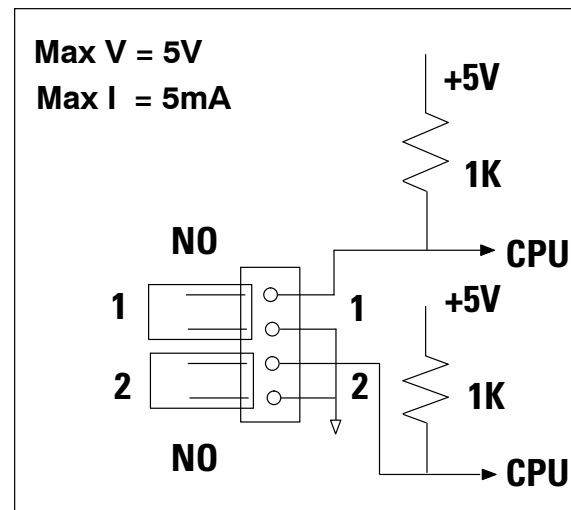 Max V = 5V
Max I = 5mA
+5V
1K
NO
CPU
1
1
+5V
2
2
1K
NO
CPU